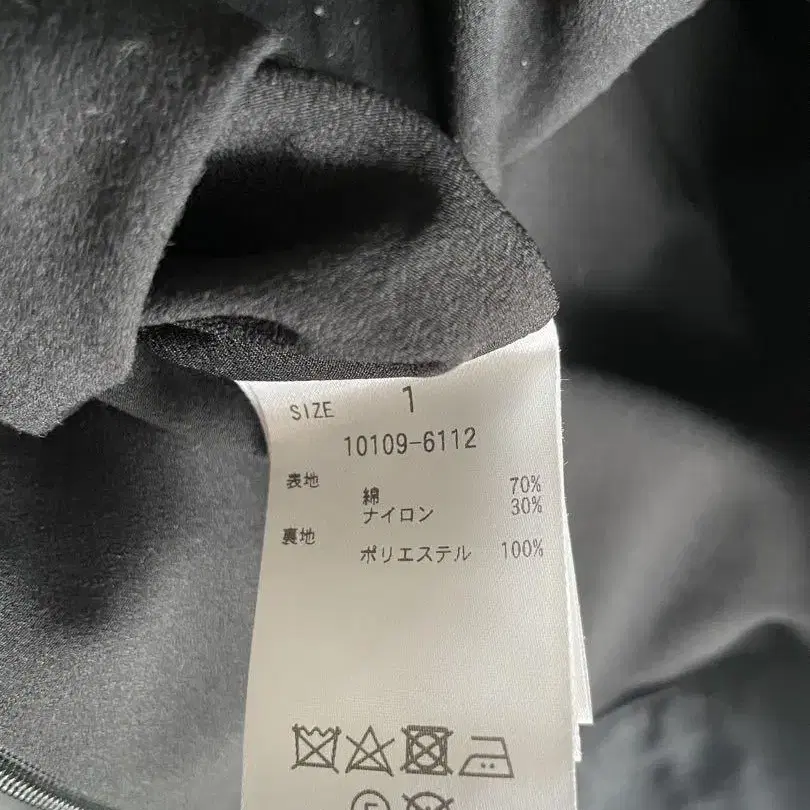 SIZE 1
10109-6112
表地 綿 70%
ナイロン 30%
裏地 ポリエステル 100%